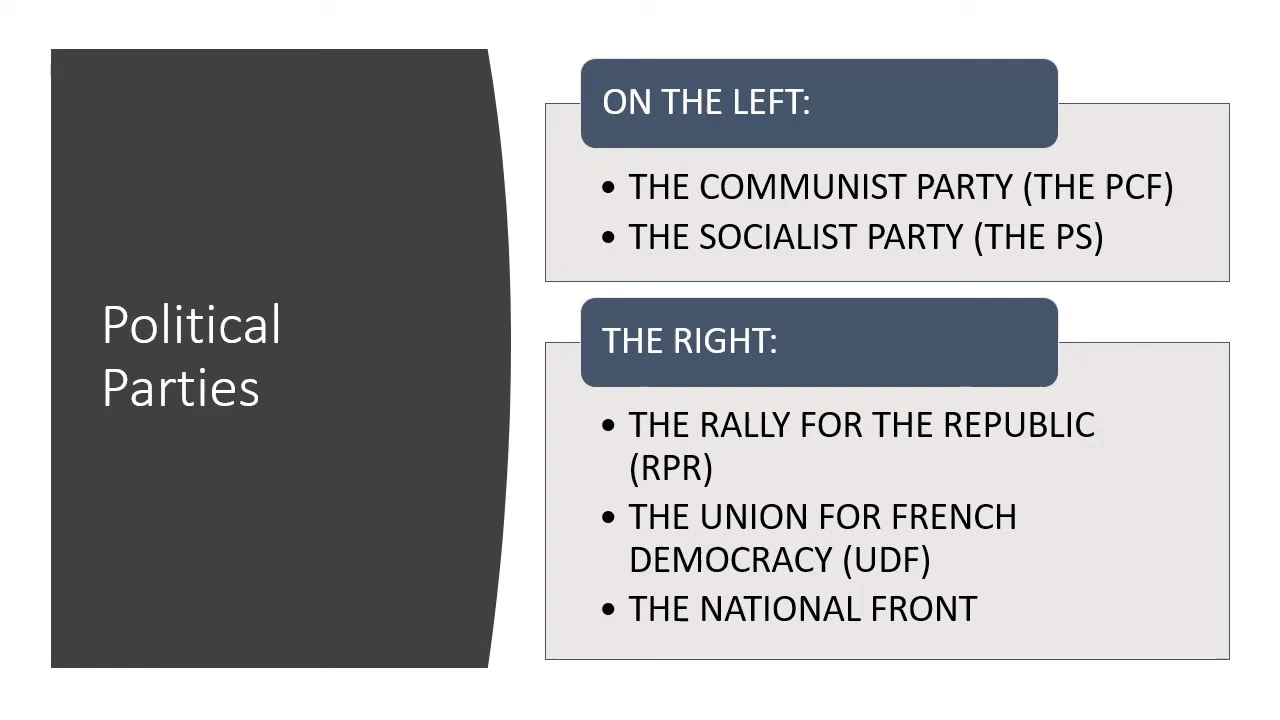 Political
Parties
ON THE LEFT:
• THE COMMUNIST PARTY (THE PCF)
• THE SOCIALIST PARTY (THE PS)
THE RIGHT:
• THE RALLY FOR THE REPUBLIC
(RPR)
• THE UNION FOR FRENCH
DEMOCRACY (UDF)
• THE NATIONAL FRONT